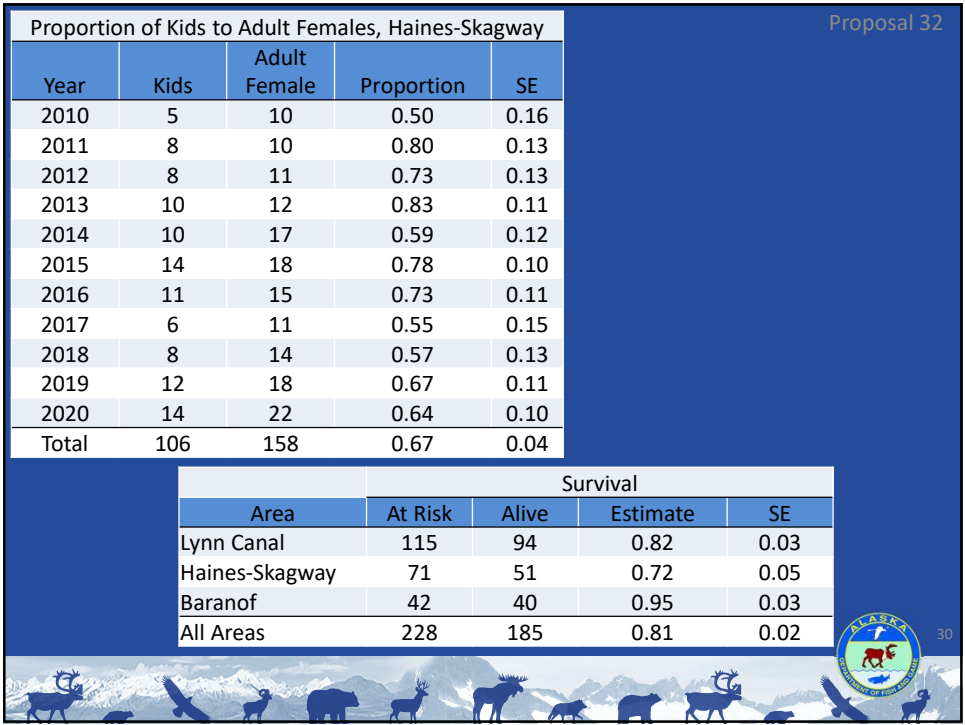 Proposal 32
Proportion of Kids to Adult Females, Haines-Skagway
Year Kids Adult Female Proportion SE
2010 5 10 0.50 0.16
2011 8 10 0.80 0.13
2012 8 11 0.73 0.13
2013 10 12 0.83 0.11
2014 10 17 0.59 0.12
2015 14 18 0.78 0.10
2016 11 15 0.73 0.11
2017 6 11 0.55 0.15
2018 8 14 0.57 0.13
2019 12 18 0.67 0.11
2020 14 22 0.64 0.10
Total 106 158 0.67 0.04
Survival
Area At Risk Alive Estimate SE
Lynn Canal 115 94 0.82 0.03
Haines-Skagway 71 51 0.72 0.05
Baranof 42 40 0.95 0.03
All Areas 228 185 0.81 0.02
ALASKA
DEPARTMENT OF FISH AND GAME
30